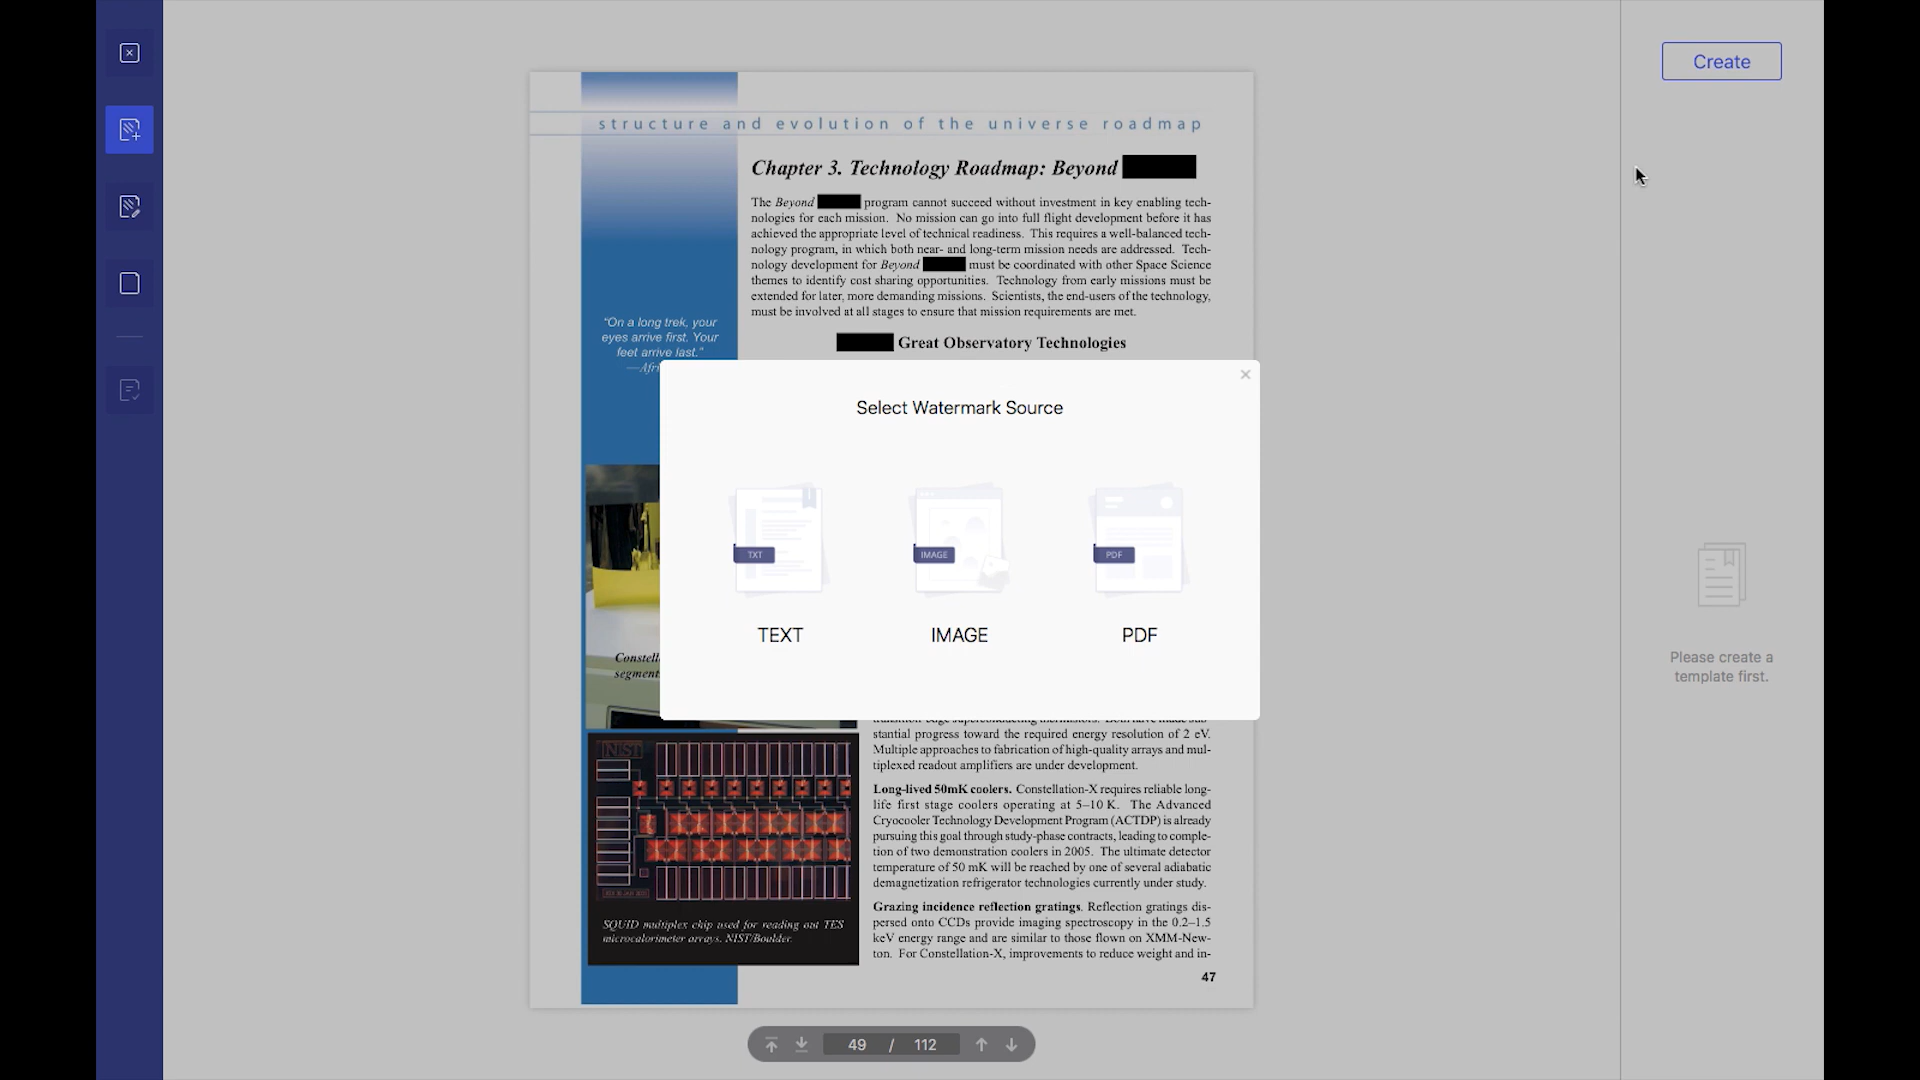 Create
structure and evolution of the universe roadmap
Chapter 3. Technology Roadmap: Beyond
The Beyond program cannot succeed without investment in key enabling tech-
nologies for each mission. No mission can go into full flight development before it has
achieved the appropriate level of technical readiness. This requires a well-balanced tech-
nology program, in which both near- and long-term mission needs are addressed. Tech-
nology development for Beyond must be coordinated with other Space Science
themes to identify cost sharing opportunities. Technology from early missions must be
extended for later, more demanding missions. Scientists, the end-users of the technology,
must be involved at all stages to ensure that mission requirements are met.
Great Observatory Technologies
"On a long trek, your
eyes arrive first. Your
feet arrive last."
—Afri
Select Watermark Source
TXT
IMAGE
PDF
TEXT
IMAGE
PDF
Constell
segment
Please create a
template first.
stantial progress toward the required energy resolution of 2 eV.
Multiple approaches to fabrication of high-quality arrays and mul-
tiplexed readout amplifiers are under development.
Long-lived 50mK coolers. Constellation-X requires reliable long-
life first stage coolers operating at 5–10 K. The Advanced
Cryocooler Technology Development Program (ACTDP) is already
pursuing this goal through study-phase contracts, leading to comple-
tion of two demonstration coolers in 2005. The ultimate detector
temperature of 50 mK will be reached by one of several adiabatic
demagnetization refrigerator technologies currently under study.
Grazing incidence reflection gratings. Reflection gratings dis-
persed onto CCDs provide imaging spectroscopy in the 0.2–1.5
keV energy range and are similar to those flown on XMM-New-
ton. For Constellation-X, improvements to reduce weight and in-
NIST
SQUID multiplex chip used for reading out TES
microcalorimeter arrays. NIST/Boulder.
47
49 / 112